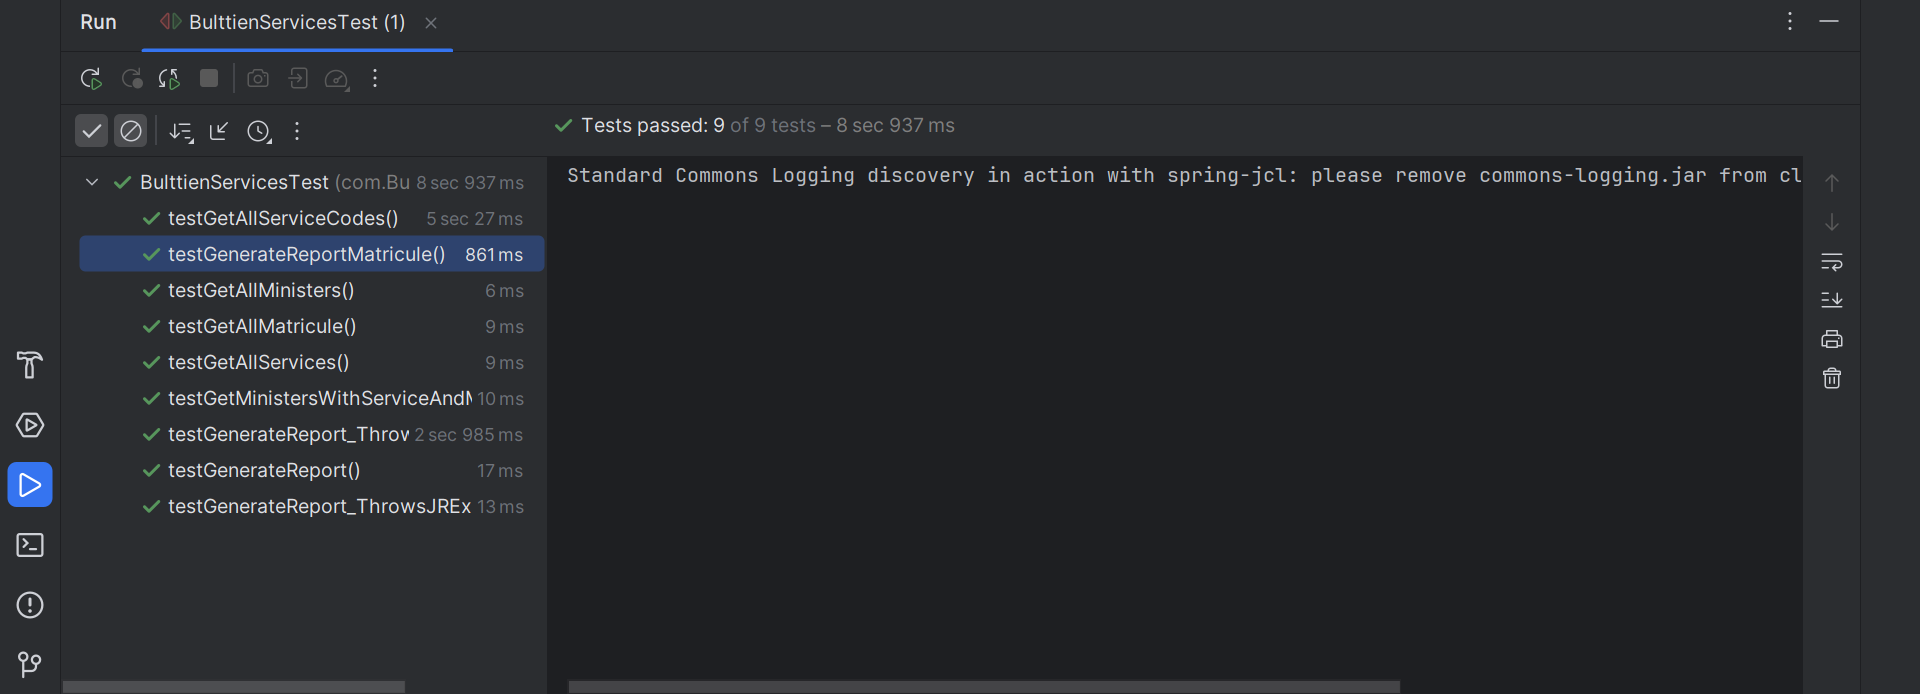 Run BulttienServicesTest (1)
Tests passed: 9 of 9 tests – 8 sec 937 ms
BulttienServicesTest (com.Bu 8 sec 937 ms
testGetAllServiceCodes() 5 sec 27 ms
testGenerateReportMatricule() 861 ms
testGetAllMinisters() 6 ms
testGetAllMatricule() 9 ms
testGetAllServices() 9 ms
testGetMinistersWithServiceAndM 10 ms
testGenerateReport_Throw 2 sec 985 ms
testGenerateReport() 17 ms
testGenerateReport_ThrowsJREx 13 ms
Standard Commons Logging discovery in action with spring-jcl: please remove commons-logging.jar from cl